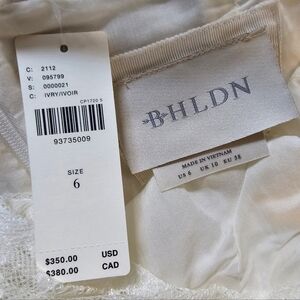 C: 2112
V: 095799
S: 0000021
C: IVRY/IVOIR
CP1720 S
93735009
SIZE
6
$350.00 USD
$380.00 CAD
BHLDN
MADE IN VIETNAM
US 6 UK 10 EU 38